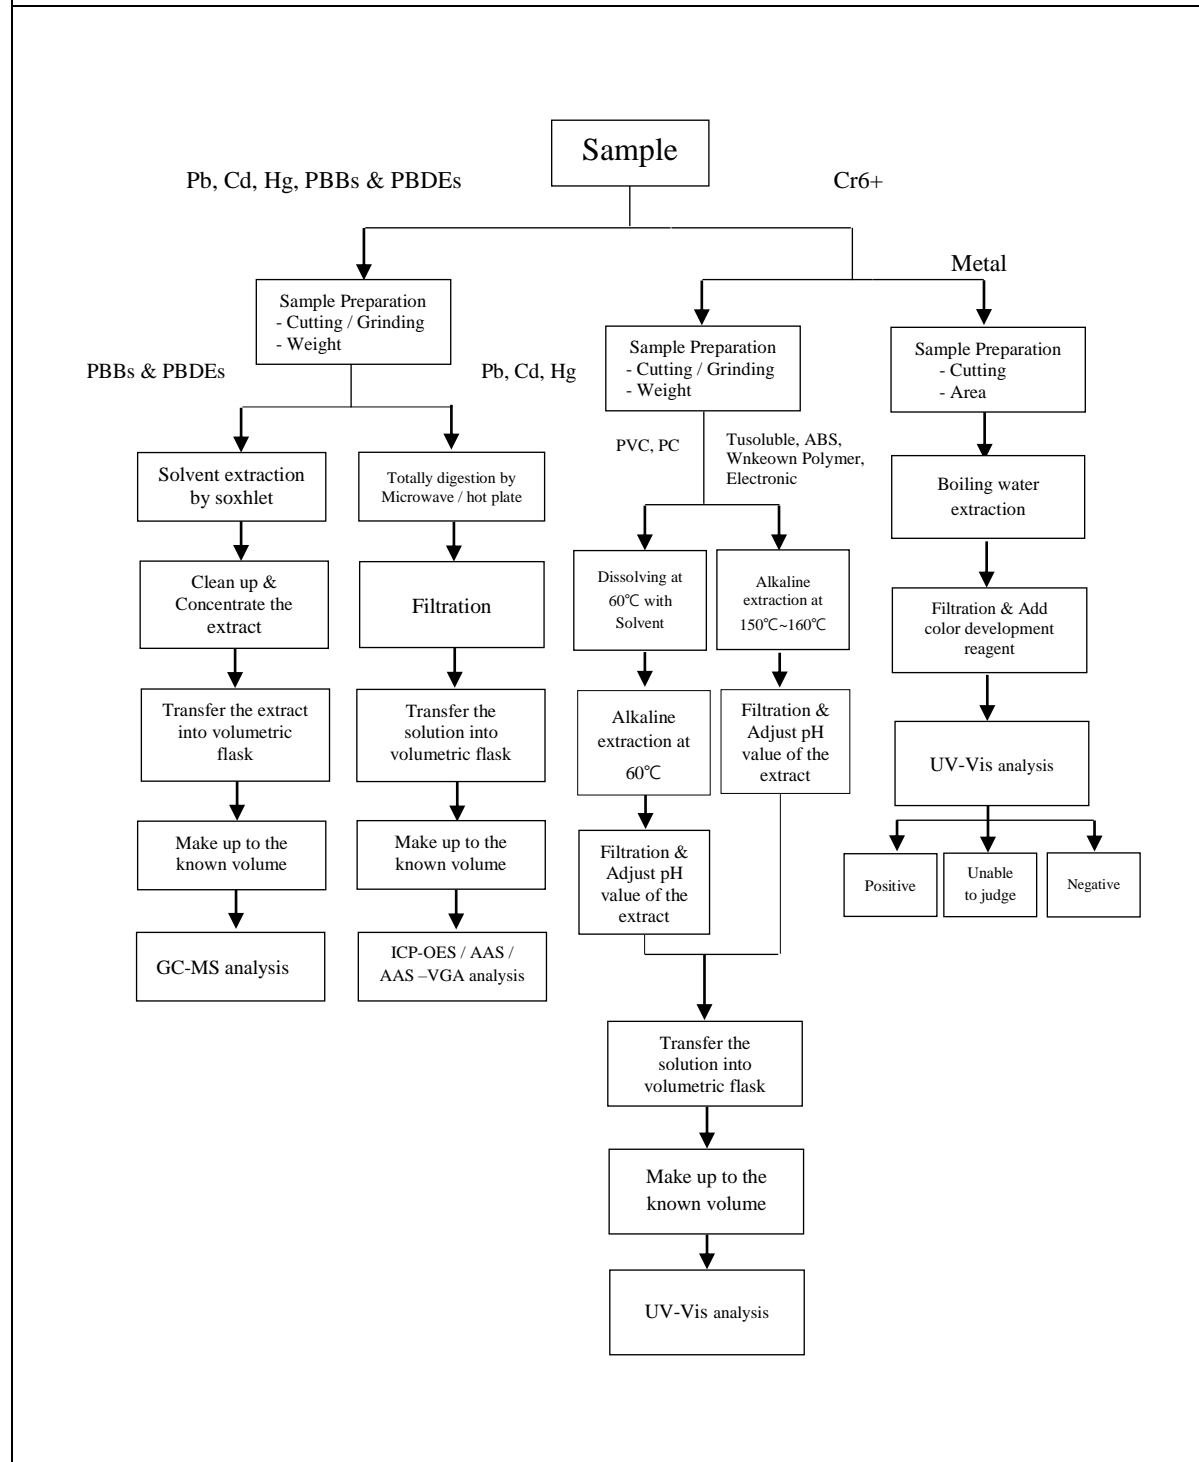 Sample
Pb, Cd, Hg, PBBs & PBDEs
Cr6+
Metal
Sample Preparation
- Cutting / Grinding
- Weight
PBBs & PBDEs
Pb, Cd, Hg
Solvent extraction
by soxhlet
Clean up &
Concentrate the
extract
Transfer the extract
into volumetric
flask
Make up to the
known volume
GC-MS analysis
Totally digestion by
Microwave / hot plate
Filtration
Transfer the
solution into
volumetric flask
Make up to the
known volume
ICP-OES / AAS /
AAS –VGA analysis
Sample Preparation
- Cutting / Grinding
- Weight
PVC, PC
Tusoluble, ABS,
Wnkeown Polymer,
Electronic
Dissolving at
60℃ with
Solvent
Alkaline
extraction at
60℃
Filtration &
Adjust pH
value of the
extract
Alkaline
extraction at
150℃~160℃
Filtration &
Adjust pH
value of the
extract
Transfer the
solution into
volumetric flask
Make up to the
known volume
UV-Vis analysis
Sample Preparation
- Cutting
- Area
Boiling water
extraction
Filtration & Add
color development
reagent
UV-Vis analysis
Positive
Unable
to judge
Negative